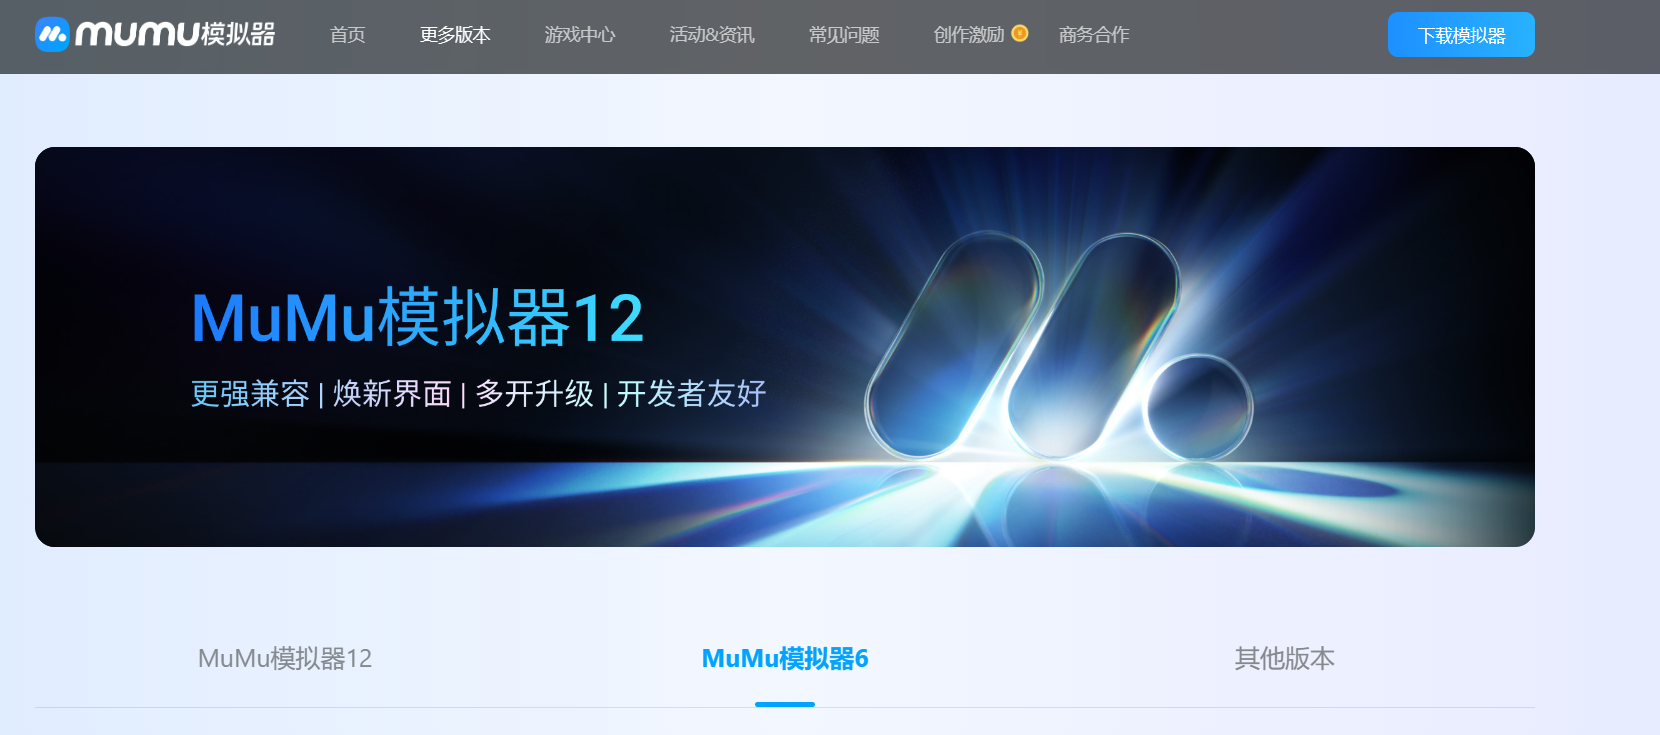 mumu模拟器 首页 更多版本 游戏中心 活动&资讯 常见问题 创作激励 商务合作 下载模拟器
MuMu模拟器12
更强兼容 | 焕新界面 | 多开升级 | 开发者友好
MuMu模拟器12 MuMu模拟器6 其他版本